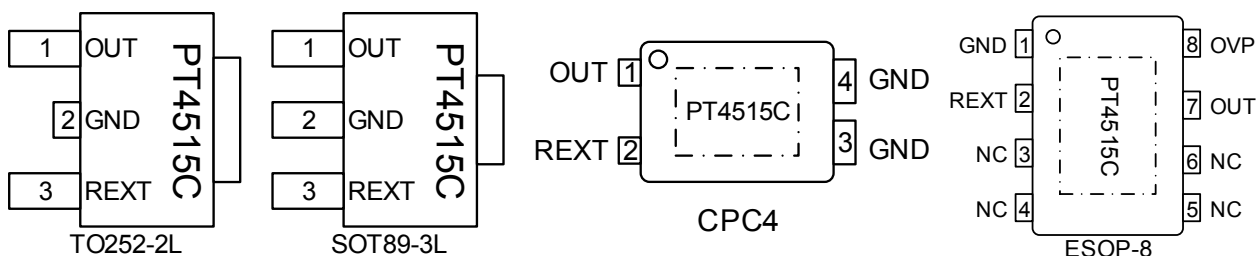 1 OUT
2 GND
3 REXT
PT4515C
TO252-2L
1 OUT
2 GND
3 REXT
PT4515C
SOT89-3L
OUT 1
REXT 2
PT4515C
4 GND
3 GND
CPC4
GND 1
REXT 2
NC 3
NC 4
PT4515C
8 OVP
7 OUT
6 NC
5 NC
ESOP-8